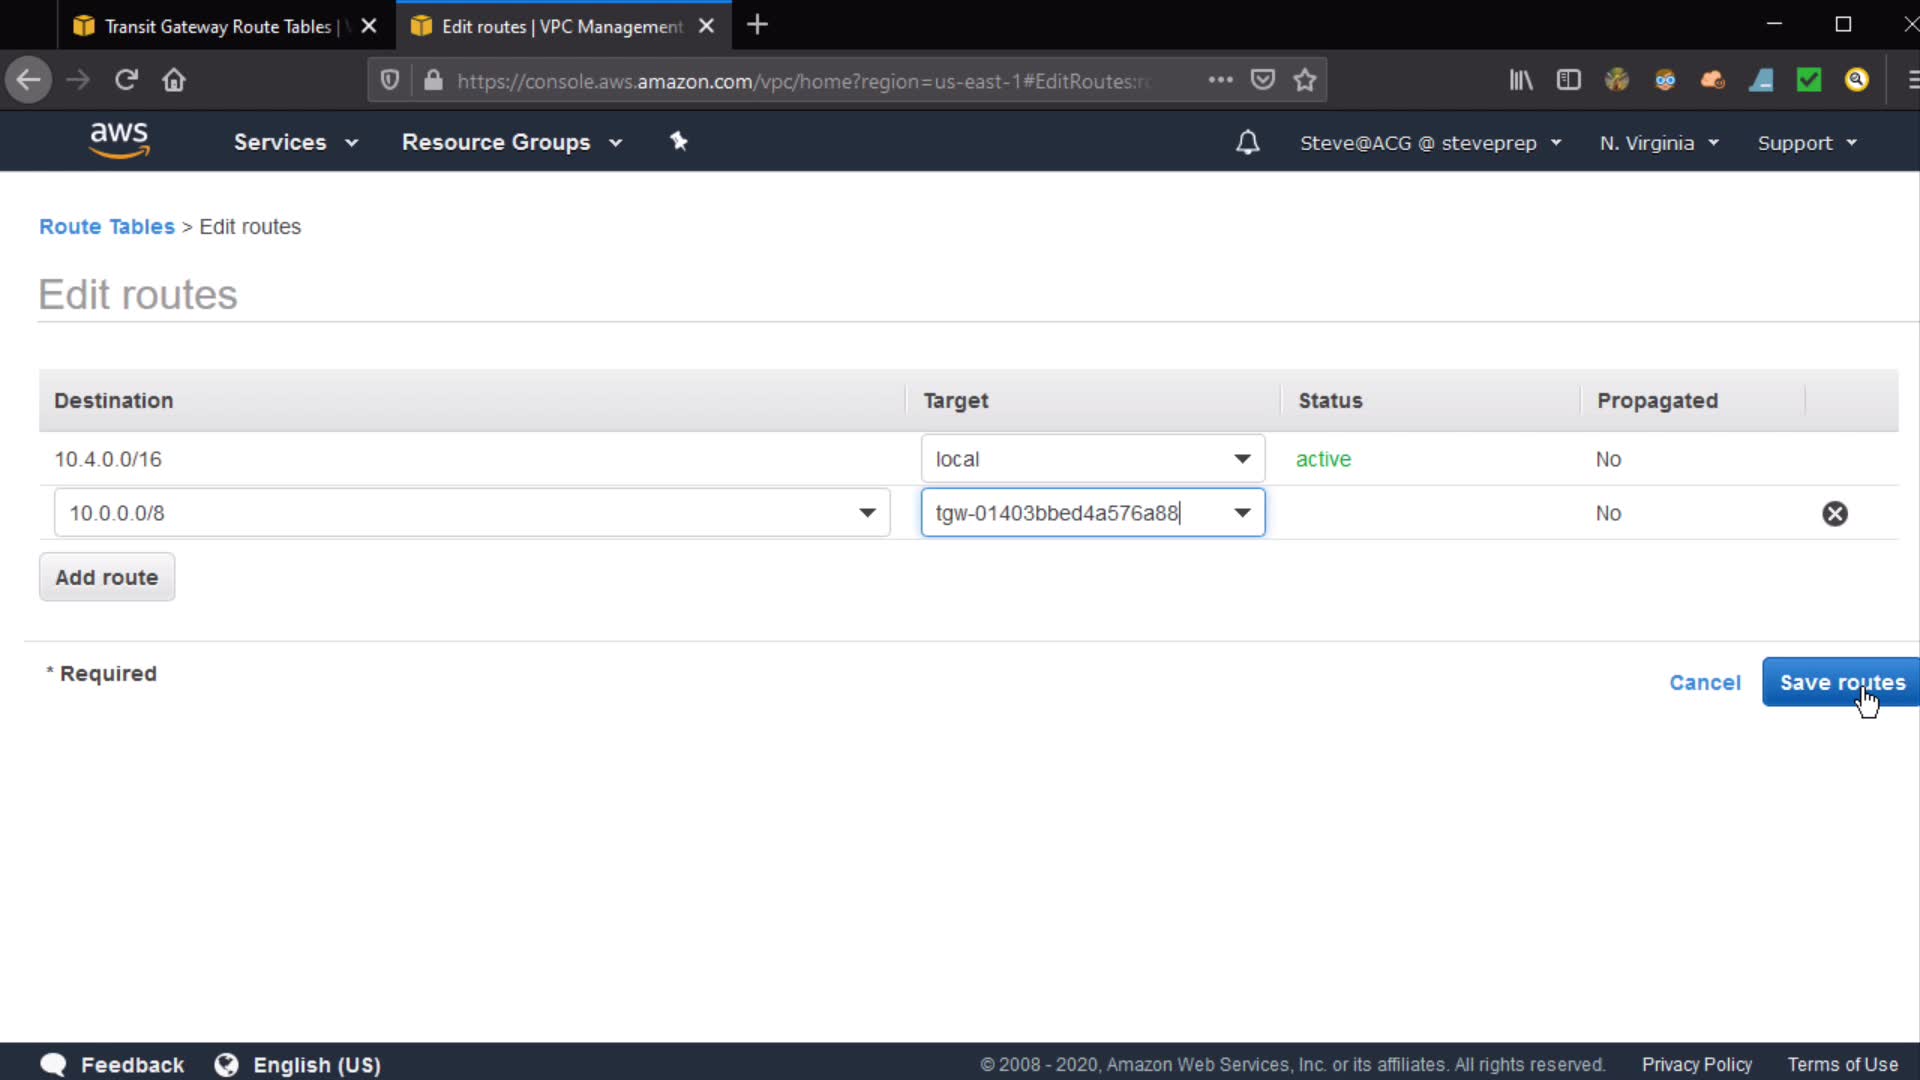 Transit Gateway Route Tables |
Edit routes | VPC Management
https://console.aws.amazon.com/vpc/home?region=us-east-1#EditRoutes:
aws
Services
Resource Groups
Steve@ACG @ steveprep
N. Virginia
Support
Route Tables > Edit routes
Edit routes
Destination Target Status Propagated
10.4.0.0/16 local active No
10.0.0.0/8 tgw-01403bbed4a576a88 No
Add route
* Required
Cancel
Save routes
Feedback
English (US)
© 2008 - 2020, Amazon Web Services, Inc. or its affiliates. All rights reserved.
Privacy Policy
Terms of Use